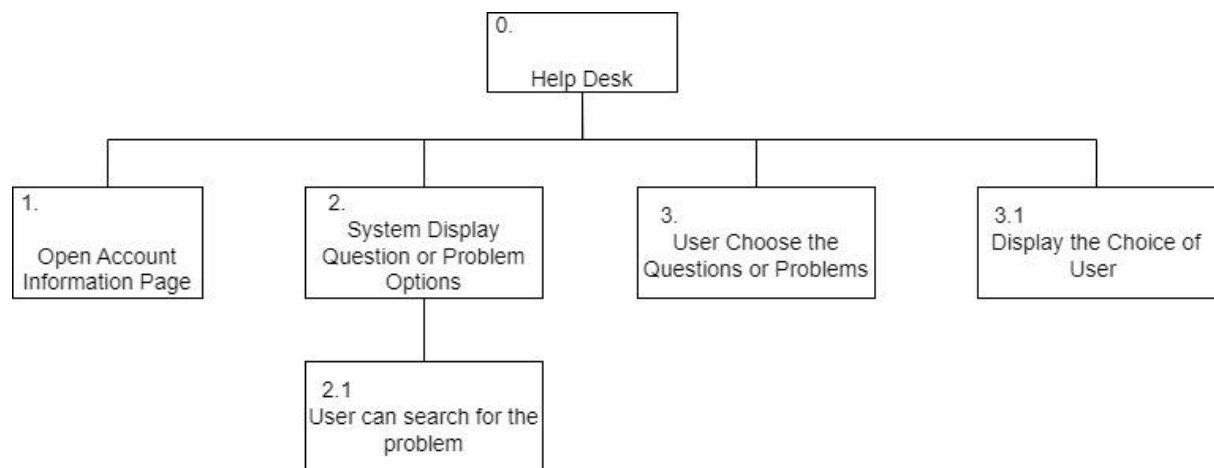 0.
Help Desk
1.
Open Account
Information Page
2.
System Display
Question or Problem
Options
3.
User Choose the
Questions or Problems
3.1
Display the Choice of
User
2.1
User can search for the
problem